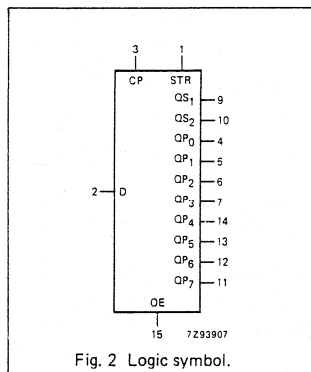 3 1
CP STR
QS1 9
QS2 10
QP0 4
QP1 5
QP2 6
2 D QP3 7
QP4 14
QP5 13
QP6 12
QP7 11
OE
15 7Z93907
Fig. 2 Logic symbol.